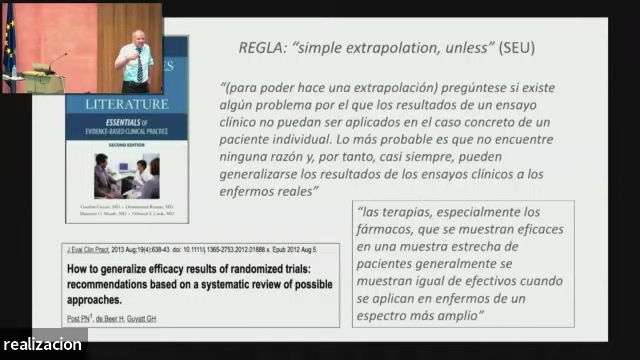 REGLA: “simple extrapolation, unless” (SEU)
“(para poder hace una extrapolación) pregúntese si existe
algún problema por el que los resultados de un ensayo
clínico no puedan ser aplicados en el caso concreto de un
paciente individual. Lo más probable es que no encuentre
ninguna razón y, por tanto, casi siempre, pueden
generalizarse los resultados de los ensayos clínicos a los
enfermos reales”
LITERATURE
ESSENTIALS OF
EVIDENCE-BASED CLINICAL PRACTICE
SECOND EDITION
“las terapias, especialmente los
fármacos, que se muestran eficaces
en una muestra estrecha de
pacientes generalmente se
muestran igual de efectivos cuando
se aplican en enfermos de un
espectro más amplio”
J Eval Clin Pract. 2013 Aug;19(4):638-43. doi: 10.1111/j.1365-2753.2012.01888.x. Epub 2012 Aug 5.
How to generalize efficacy results of randomized trials:
recommendations based on a systematic review of possible
approaches.
Post PN1, de Beer H, Guyatt GH
realizacion